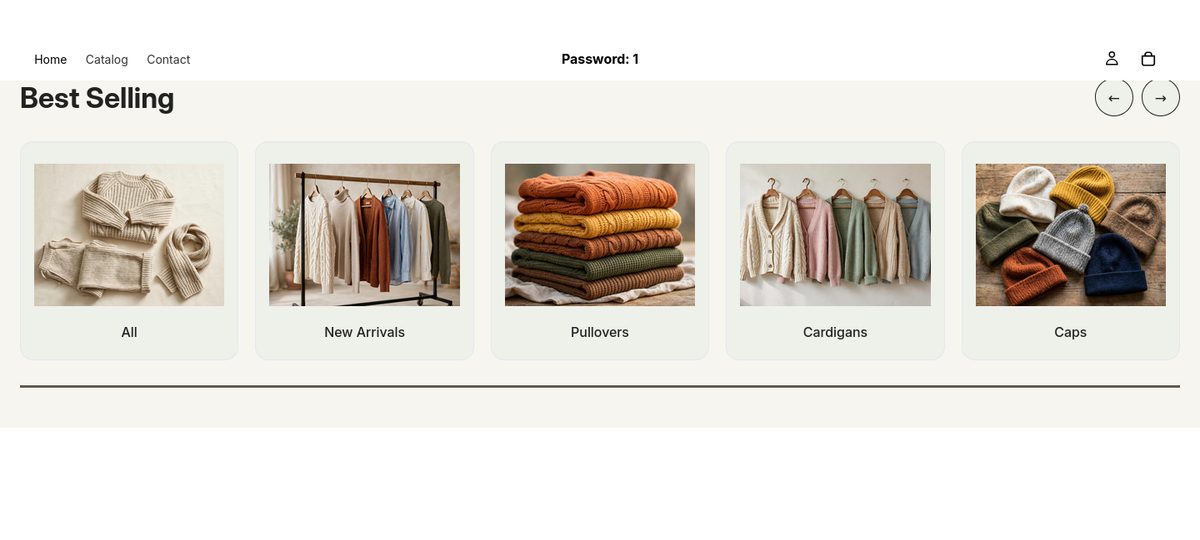 Home Catalog Contact Password: 1
Best Selling
← →
All New Arrivals Pullovers Cardigans Caps